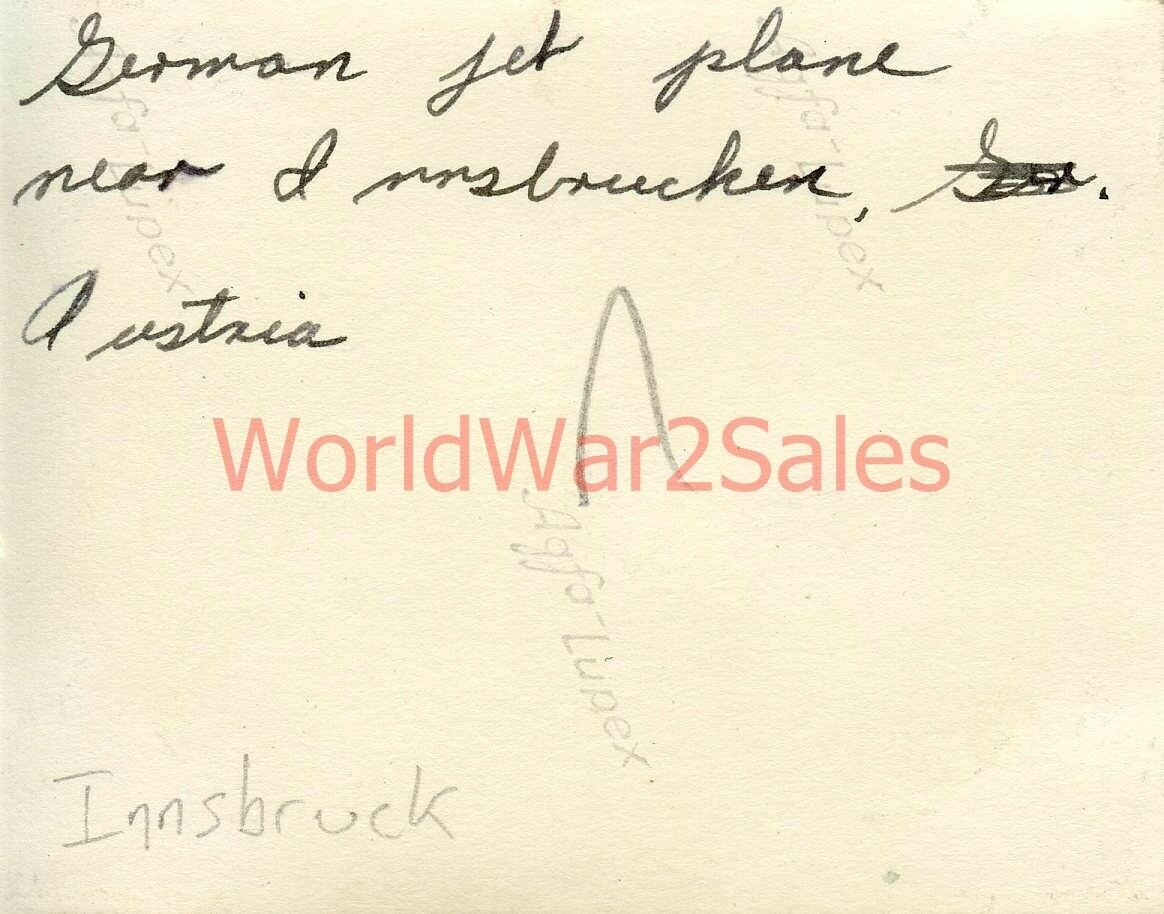 German jet plane
near Innsbrucken, Ger.
Austria
WorldWar2Sales
Agfa-Lupex
Agfa-Lupex
Agfa-Lupex
Innsbruck